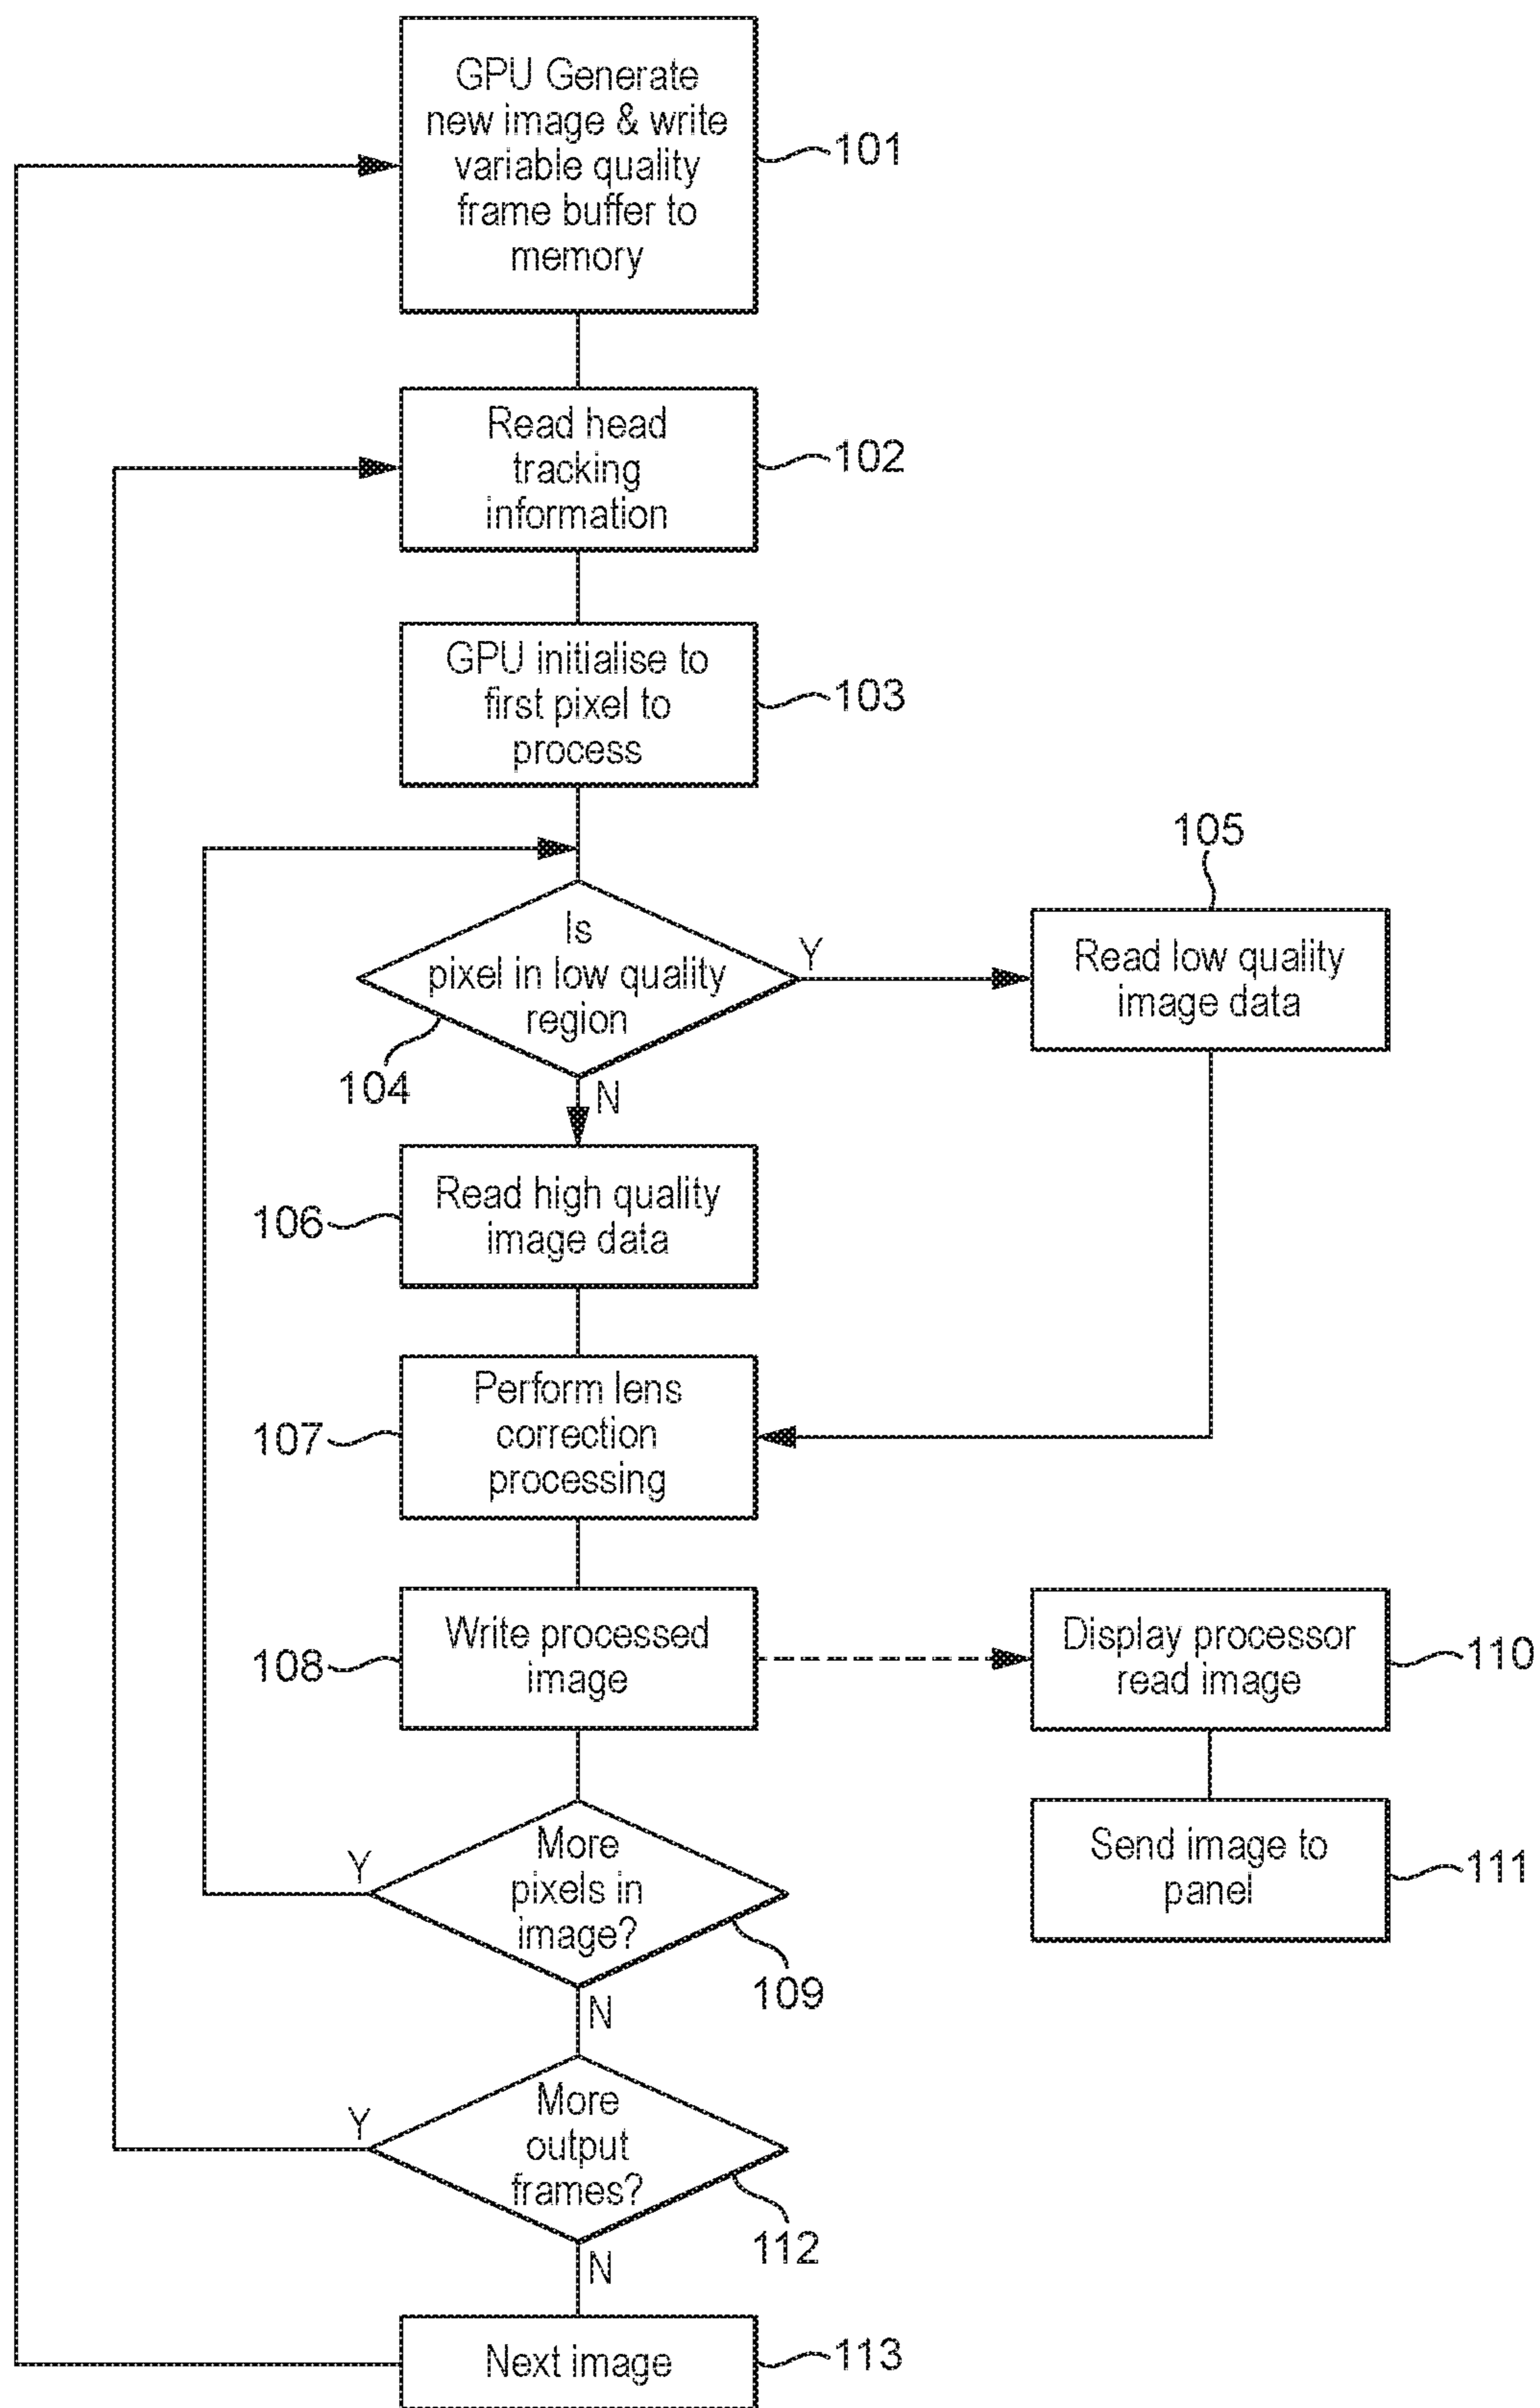 GPU Generate
new image & write
variable quality
frame buffer to
memory
101
Read head
tracking
information
102
GPU initialise to
first pixel to
process
103
105
Is
pixel in low quality
region
Y
Read low quality
image data
104
N
Read high quality
image data
106
Perform lens
correction
processing
107
Write processed
image
108
Display processor
read image
110
More
pixels in
image?
Y
Send image to
panel
111
109
N
More
output
frames?
Y
112
N
Next image
113